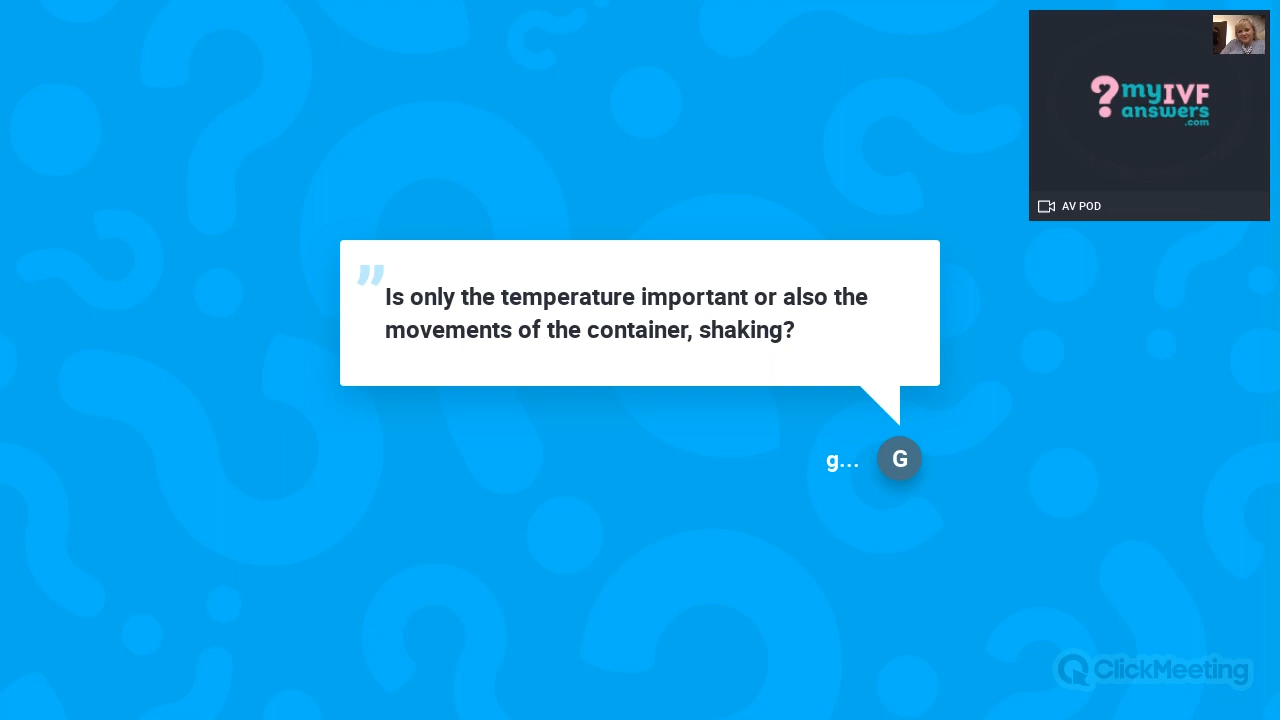 ?myIVF
answers
.com
AV POD
" Is only the temperature important or also the
movements of the container, shaking?
g... G
ClickMeeting